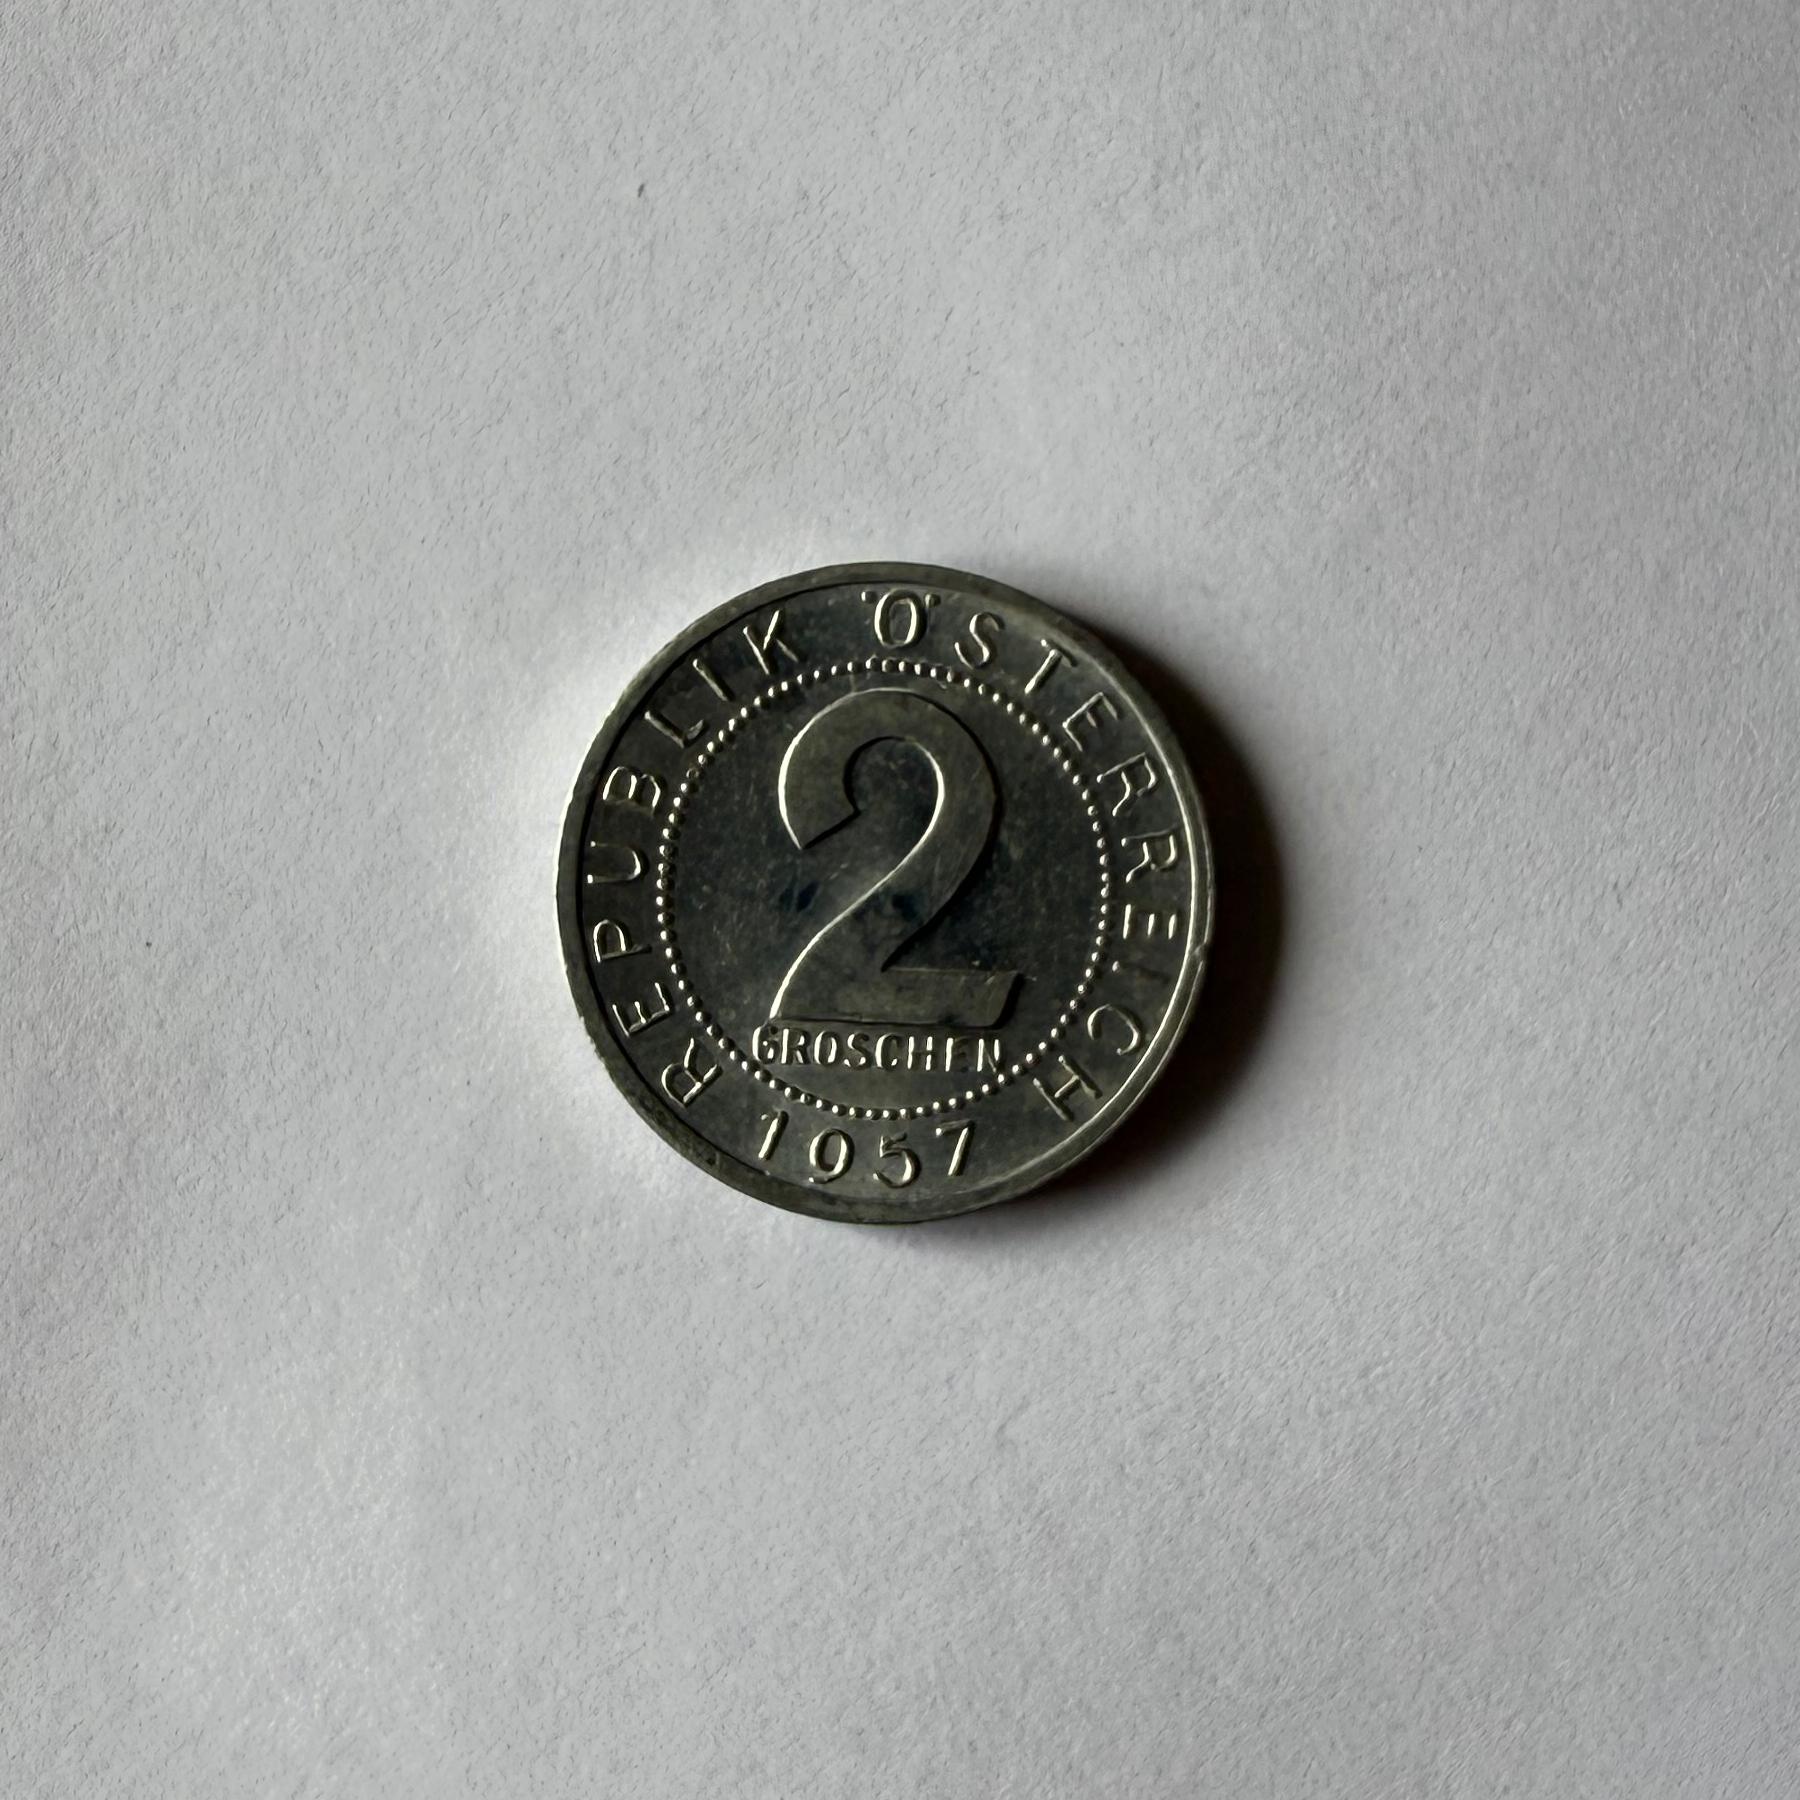 REPUBLIK ÖSTERREICH
2
GROSCHEN
1957